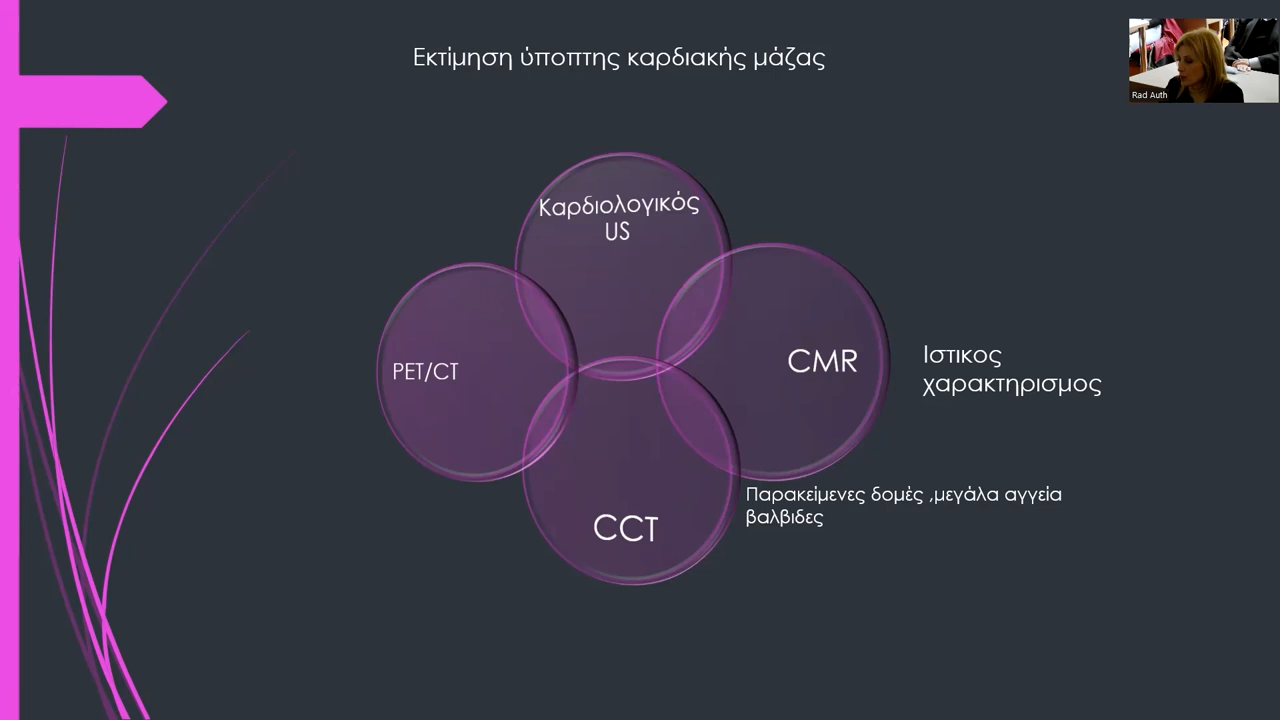 Εκτίμηση ύποπτης καρδιακής μάζας
Rad Auth
Καρδιολογικός
US
PET/CT
CMR
Ιστικος
χαρακτηρισμος
CCT
Παρακείμενες δομές ,μεγάλα αγγεία
βαλβιδες